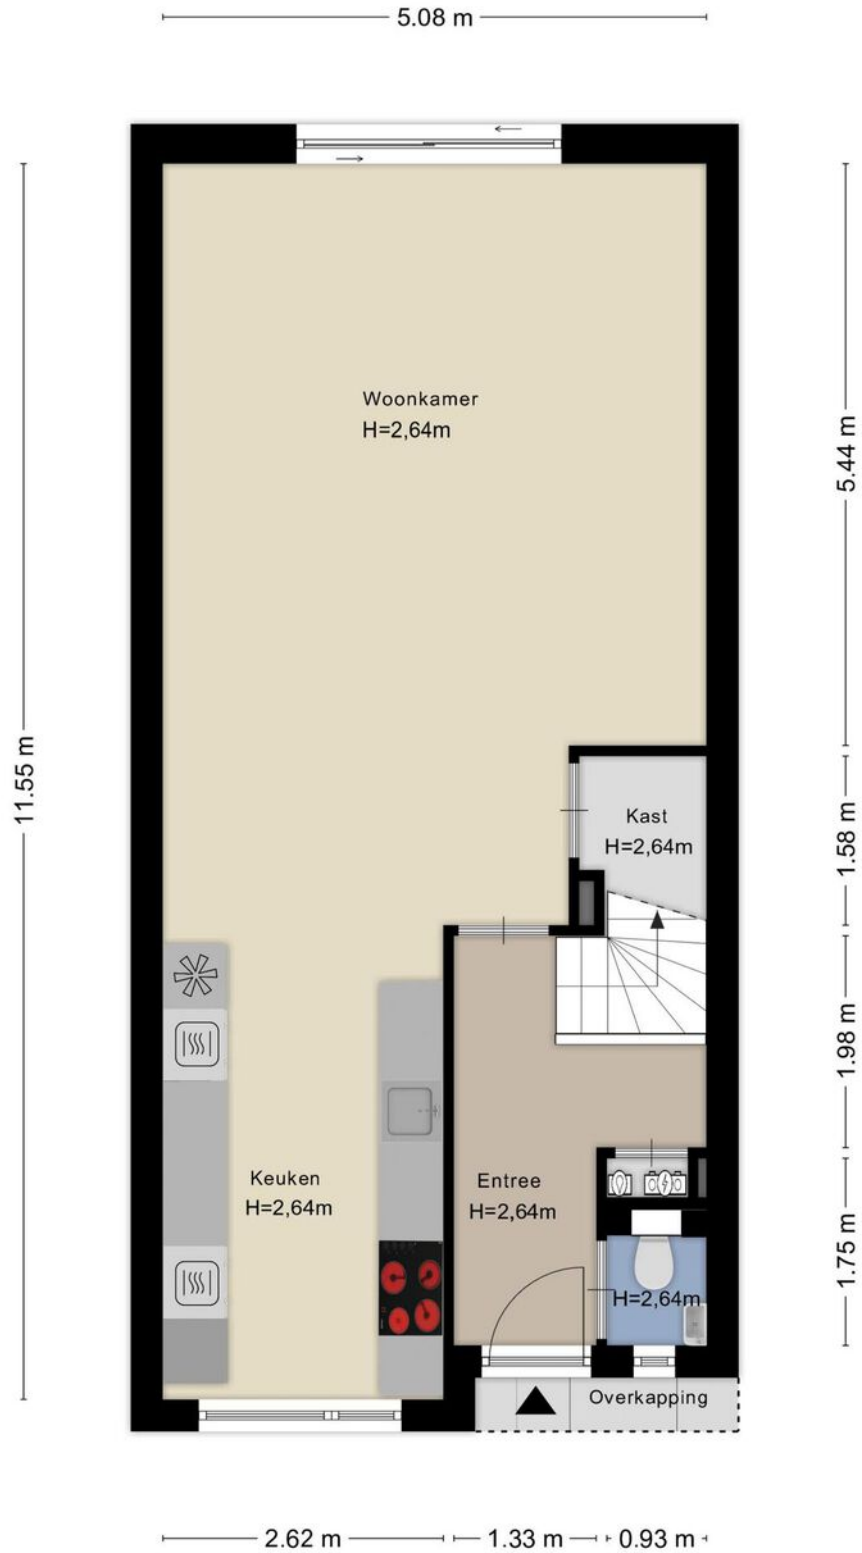 5.08 m
Woonkamer
H=2,64m
5.44 m
11.55 m
Kast
H=2,64m
1.58 m
1.98 m
Keuken
H=2,64m
Entree
H=2,64m
1.75 m
H=2,64m
Overkapping
2.62 m
1.33 m
0.93 m